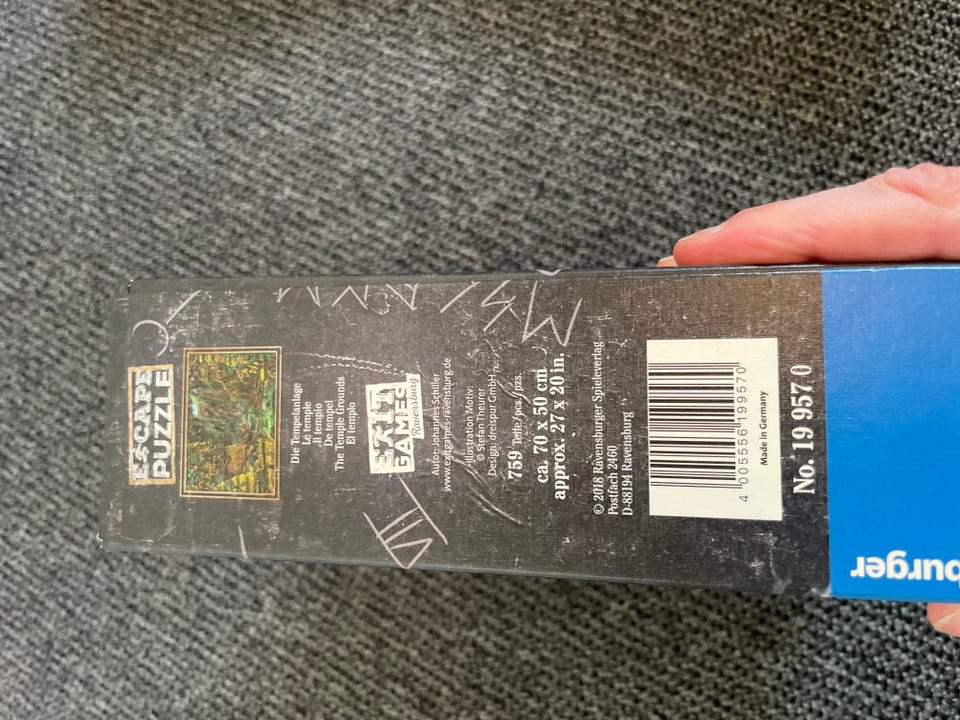 ESCAPE
PUZZLE
Die Tempelanlage
Le temple
Il tempio
De tempel
The Temple Grounds
El templo
EXIT
GAMES
Ravensburg
Autor: Johannes Schiller
www.exitgames-ravensburg.de
Illustration Motiv:
© Stefan Theurer
Design: dreispur GmbH
759 Teile/pcs./pzs.
ca. 70 x 50 cm
approx. 27 x 20 in.
© 2018 Ravensburger Spieleverlag
Postfach 2460
D-88194 Ravensburg
4 005556 199570
Made in Germany
No. 19 957 0
burger
VIII